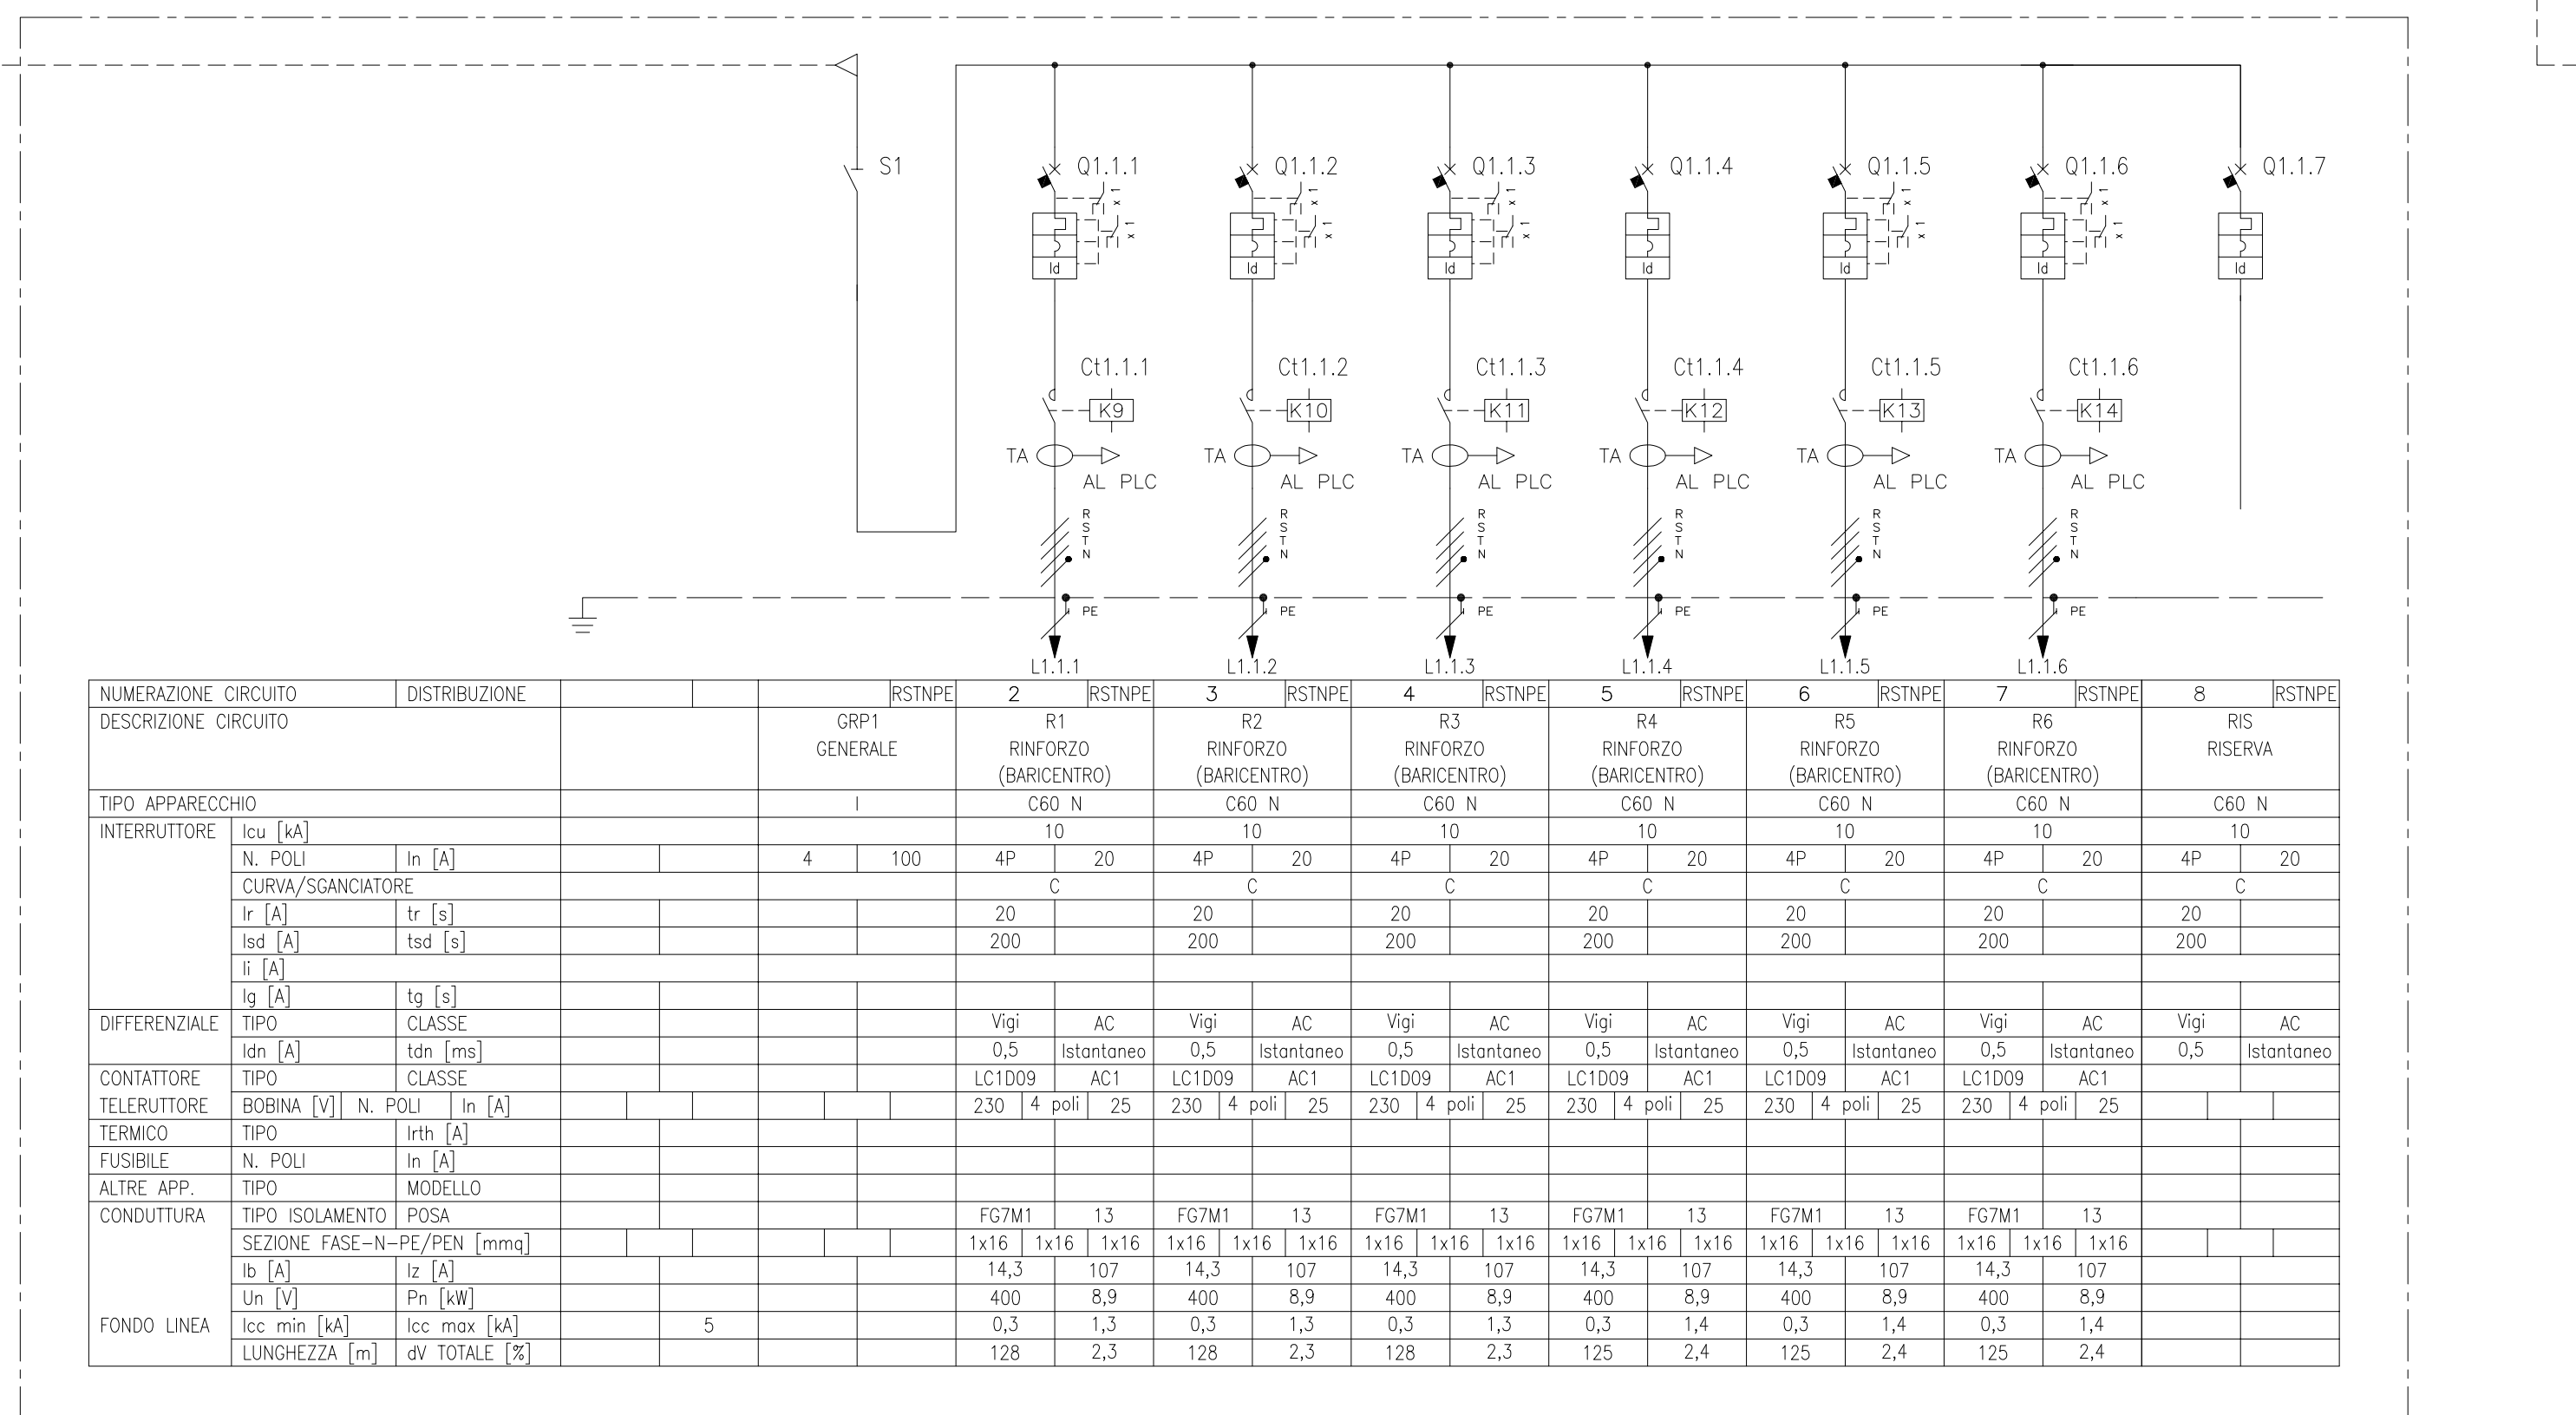 S1 Q1.1.1 Q1.1.2 Q1.1.3 Q1.1.4 Q1.1.5 Q1.1.6 Q1.1.7
x 1 x 1 x 1 x 1 x 1
x 1 x 1 x 1 x 1 x 1
Id Id Id Id Id Id Id
Ct1.1.1 Ct1.1.2 Ct1.1.3 Ct1.1.4 Ct1.1.5 Ct1.1.6
K9 K10 K11 K12 K13 K14
TA TA TA TA TA TA
AL PLC AL PLC AL PLC AL PLC AL PLC AL PLC
R R R R R R
S S S S S S
T T T T T T
N N N N N N
PE PE PE PE PE PE
L1.1.1 L1.1.2 L1.1.3 L1.1.4 L1.1.5 L1.1.6
NUMERAZIONE CIRCUITO DISTRIBUZIONE RSTNPE 2 RSTNPE 3 RSTNPE 4 RSTNPE 5 RSTNPE 6 RSTNPE 7 RSTNPE 8 RSTNPE
DESCRIZIONE CIRCUITO GRP1 R1 R2 R3 R4 R5 R6 RIS
GENERALE RINFORZO RINFORZO RINFORZO RINFORZO RINFORZO RINFORZO RISERVA
(BARICENTRO) (BARICENTRO) (BARICENTRO) (BARICENTRO) (BARICENTRO) (BARICENTRO)
TIPO APPARECCHIO I C60 N C60 N C60 N C60 N C60 N C60 N C60 N
INTERRUTTORE Icu [kA] 10 10 10 10 10 10 10
N. POLI In [A] 4 100 4P 20 4P 20 4P 20 4P 20 4P 20 4P 20 4P 20
CURVA/SGANCIATORE C C C C C C C
Ir [A] tr [s] 20 20 20 20 20 20 20
Isd [A] tsd [s] 200 200 200 200 200 200 200
Ii [A]
Ig [A] tg [s]
DIFFERENZIALE TIPO CLASSE Vigi AC Vigi AC Vigi AC Vigi AC Vigi AC Vigi AC Vigi AC
Idn [A] tdn [ms] 0,5 Istantaneo 0,5 Istantaneo 0,5 Istantaneo 0,5 Istantaneo 0,5 Istantaneo 0,5 Istantaneo 0,5 Istantaneo
CONTATTORE TIPO CLASSE LC1D09 AC1 LC1D09 AC1 LC1D09 AC1 LC1D09 AC1 LC1D09 AC1 LC1D09 AC1
TELERUTTORE BOBINA [V] N. POLI In [A] 230 4 poli 25 230 4 poli 25 230 4 poli 25 230 4 poli 25 230 4 poli 25 230 4 poli 25
TERMICO TIPO Irth [A]
FUSIBILE N. POLI In [A]
ALTRE APP. TIPO MODELLO
CONDUTTURA TIPO ISOLAMENTO POSA FG7M1 13 FG7M1 13 FG7M1 13 FG7M1 13 FG7M1 13 FG7M1 13
SEZIONE FASE-N-PE/PEN [mmq] 1x16 1x16 1x16 1x16 1x16 1x16 1x16 1x16 1x16 1x16 1x16 1x16 1x16 1x16 1x16 1x16 1x16 1x16
Ib [A] Iz [A] 14,3 107 14,3 107 14,3 107 14,3 107 14,3 107 14,3 107
Un [V] Pn [kW] 400 8,9 400 8,9 400 8,9 400 8,9 400 8,9 400 8,9
FONDO LINEA Icc min [kA] Icc max [kA] 5 0,3 1,3 0,3 1,3 0,3 1,3 0,3 1,4 0,3 1,4 0,3 1,4
LUNGHEZZA [m] dV TOTALE [%] 128 2,3 128 2,3 128 2,3 125 2,4 125 2,4 125 2,4